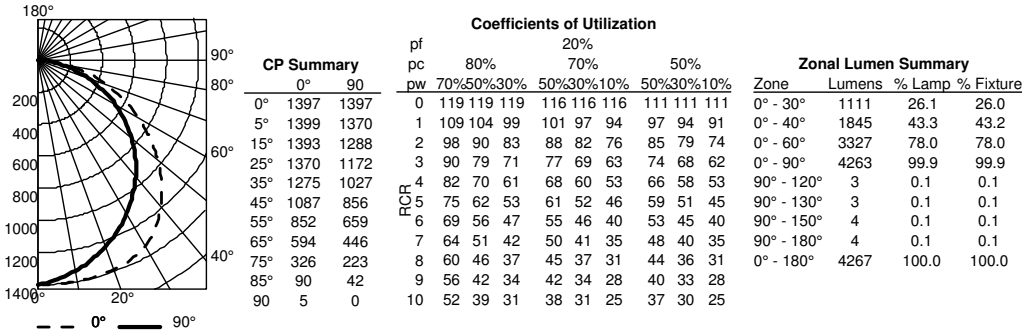 180°
90°
80°
60°
40°
20°
0°
200
400
600
800
1000
1200
1400
0° 90°
CP Summary
0° 90
0° 1397 1397
5° 1399 1370
15° 1393 1288
25° 1370 1172
35° 1275 1027
45° 1087 856
55° 852 659
65° 594 446
75° 326 223
85° 90 42
90 5 0
Coefficients of Utilization
pf 20%
pc 80% 70% 50%
pw 70%50%30% 50%30%10% 50%30%10%
RCR
0 119 119 119 116 116 116 111 111 111
1 109 104 99 101 97 94 97 94 91
2 98 90 83 88 82 76 85 79 74
3 90 79 71 77 69 63 74 68 62
4 82 70 61 68 60 53 66 58 53
5 75 62 53 61 52 46 59 51 45
6 69 56 47 55 46 40 53 45 40
7 64 51 42 50 41 35 48 40 35
8 60 46 37 45 37 31 44 36 31
9 56 42 34 42 34 28 40 33 28
10 52 39 31 38 31 25 37 30 25
Zonal Lumen Summary
Zone Lumens % Lamp % Fixture
0° - 30° 1111 26.1 26.0
0° - 40° 1845 43.3 43.2
0° - 60° 3327 78.0 78.0
0° - 90° 4263 99.9 99.9
90° - 120° 3 0.1 0.1
90° - 130° 3 0.1 0.1
90° - 150° 4 0.1 0.1
90° - 180° 4 0.1 0.1
0° - 180° 4267 100.0 100.0